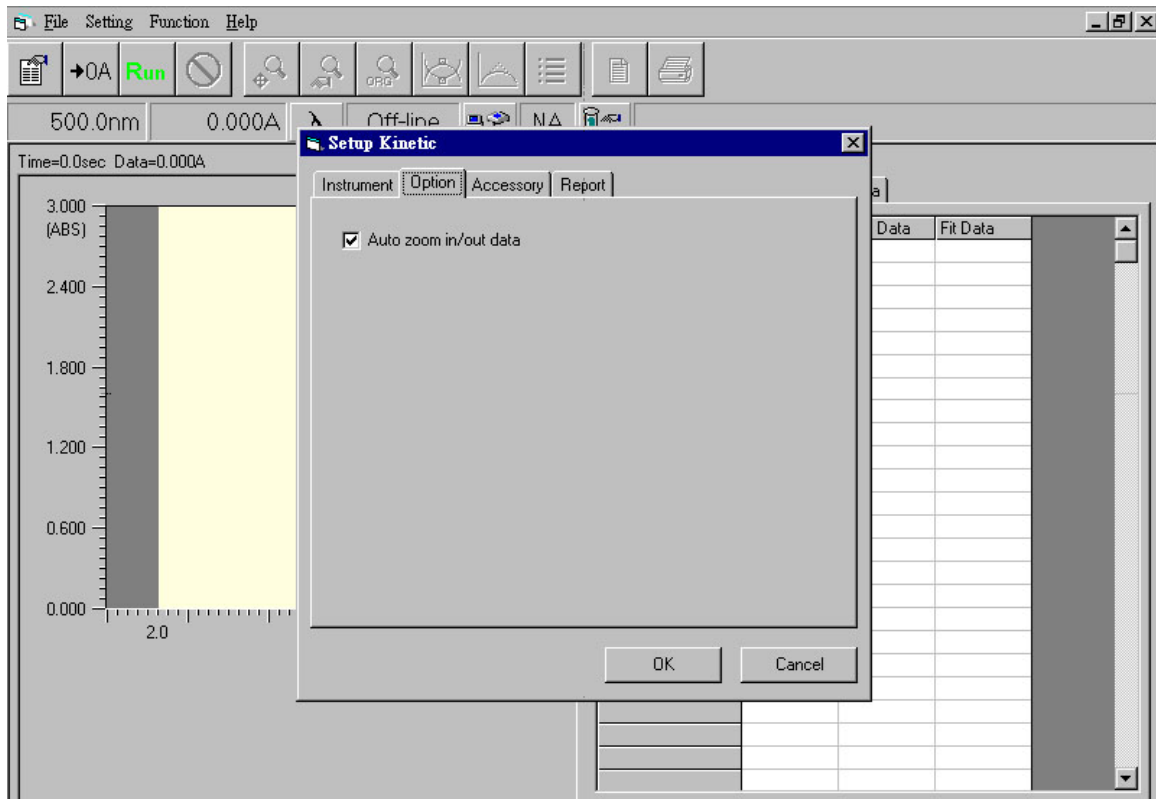 File Setting Function Help
→0A Run
ORG
500.0nm 0.000A λ Off-line NA
Time=0.0sec Data=0.000A
Setup Kinetic
Instrument Option Accessory Report
Auto zoom in/out data
OK Cancel
3.000
(ABS)
2.400
1.800
1.200
0.600
0.000
2.0
a
Data Fit Data